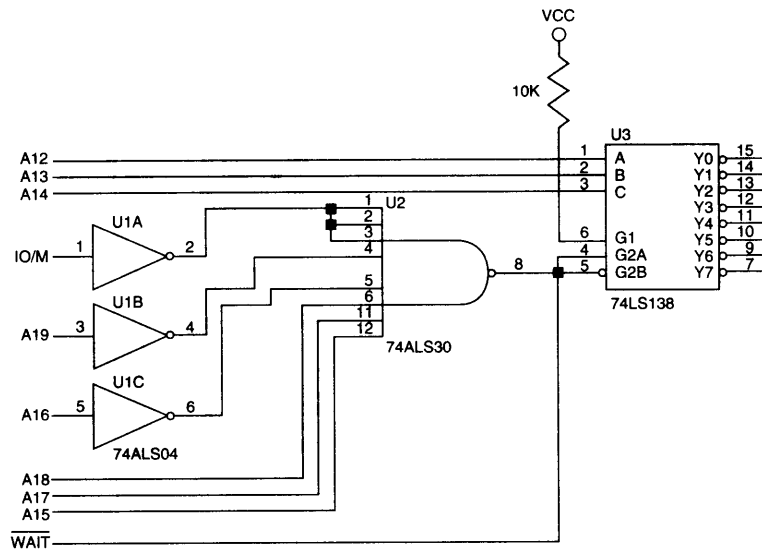 VCC
10K
U3
A12
A13
A14
1 A Y0 15
2 B Y1 14
3 C Y2 13
Y3 12
Y4 11
6 G1 Y5 10
4 G2A Y6 9
5 G2B Y7 7
74LS138
U1A
IO/M 1 2
U1B
A19 3 4
U1C
A16 5 6
74ALS04
U2
1
2
3
4
5
6
11
12
8
74ALS30
A18
A17
A15
WAIT